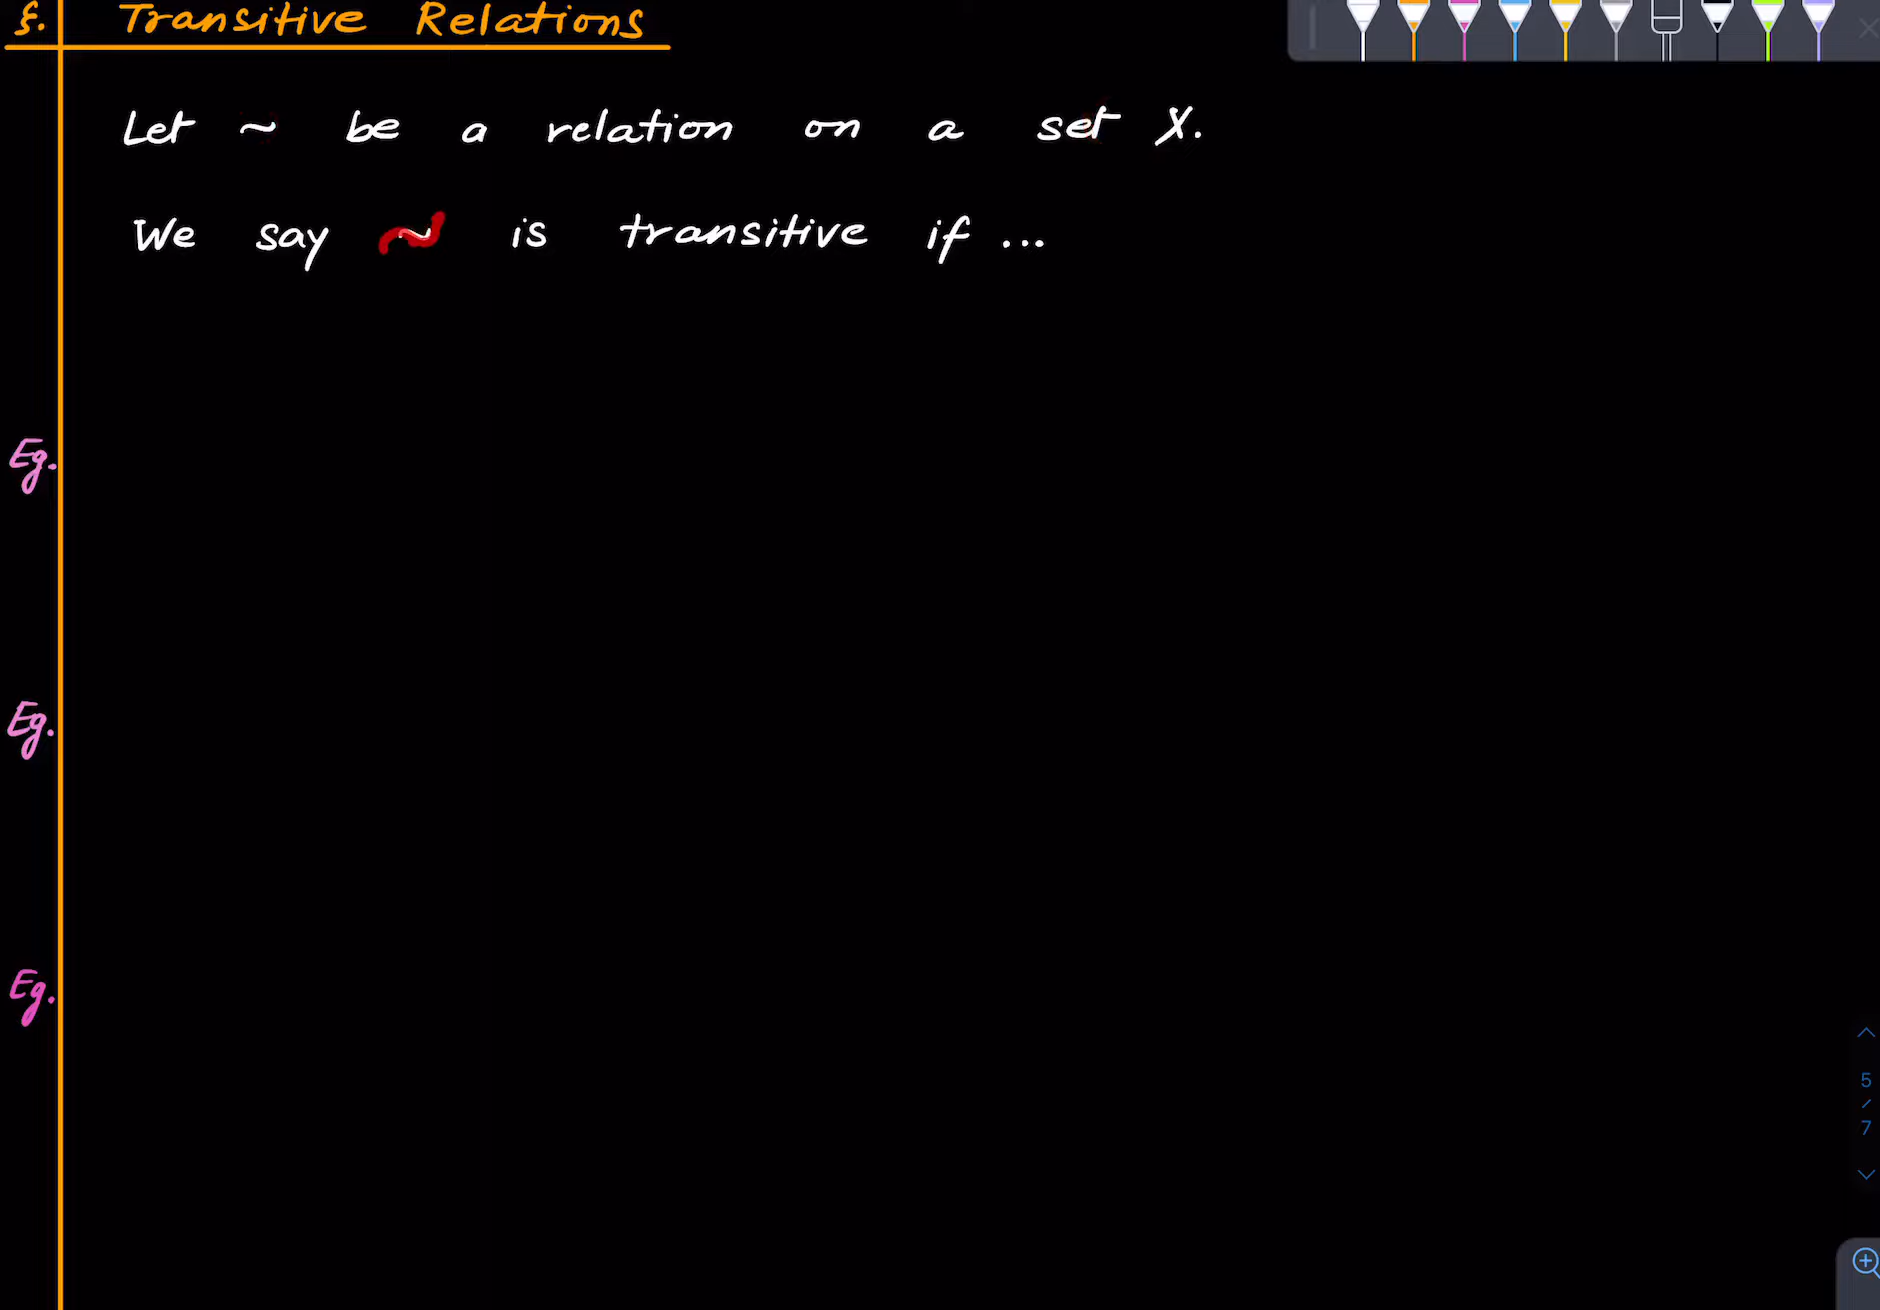 §. Transitive Relations
Let ~ be a relation on a set X.
We say ~ is transitive if ...
Eg.
Eg.
Eg.
5
/
7